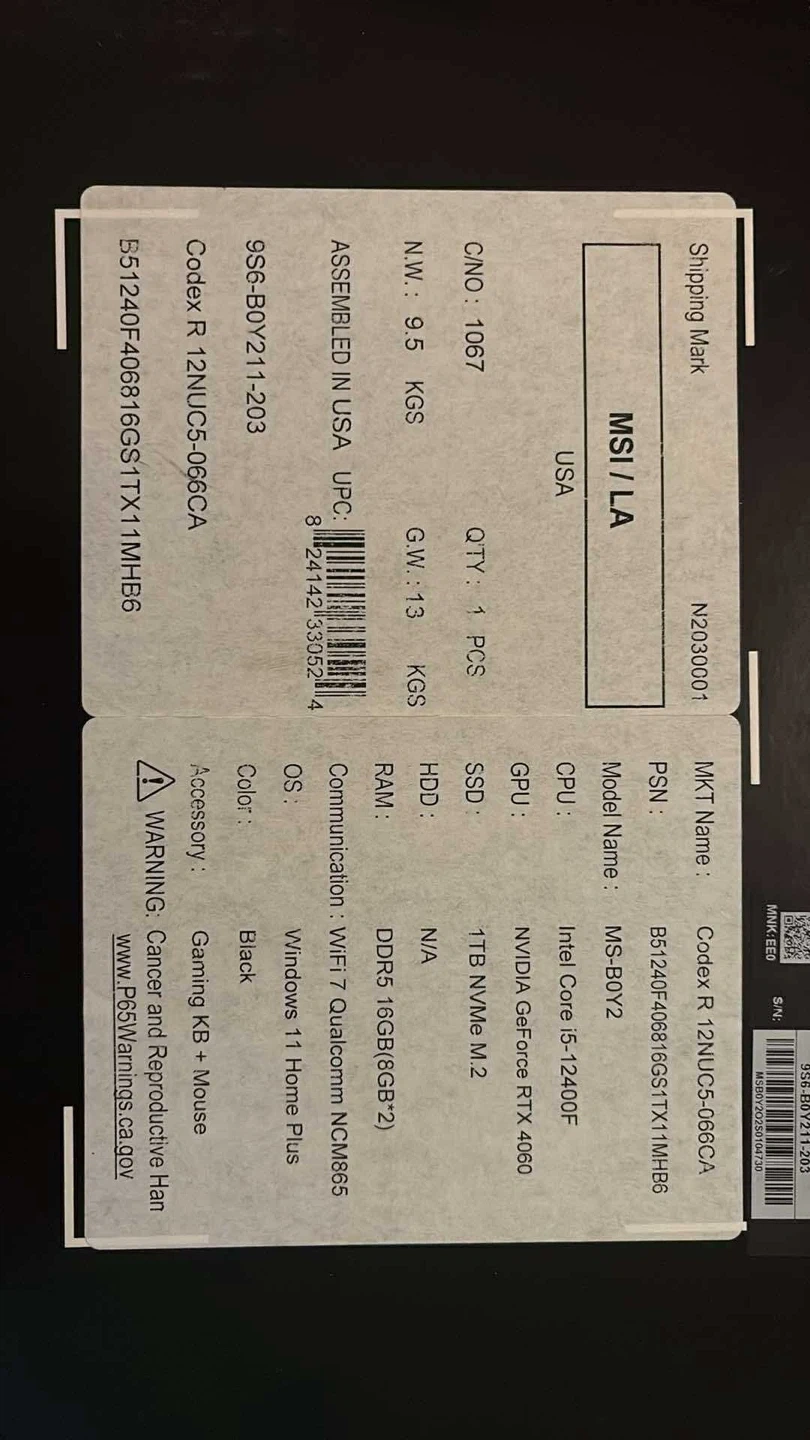 Shipping Mark N2030001
MSI / LA
USA
C/NO : 1067 Q'TY : 1 PCS
N.W. : 9.5 KGS G.W. : 13 KGS
ASSEMBLED IN USA UPC:
8 24142 33052 4
9S6-B0Y211-203
Codex R 12NUC5-066CA
B51240F406816GS1TX11MHB6
MKT Name : Codex R 12NUC5-066CA
PSN : B51240F406816GS1TX11MHB6
Model Name : MS-B0Y2
CPU : Intel Core i5-12400F
GPU : NVIDIA GeForce RTX 4060
SSD : 1TB NVMe M.2
HDD : N/A
RAM : DDR5 16GB(8GB*2)
Communication : WiFi 7 Qualcomm NCM865
OS : Windows 11 Home Plus
Color : Black
Accessory : Gaming KB + Mouse
WARNING: Cancer and Reproductive Han
www.P65Warnings.ca.gov
9S6-B0Y211-203
MNK:EE0 S/N:
MSB0Y2O2S0104730